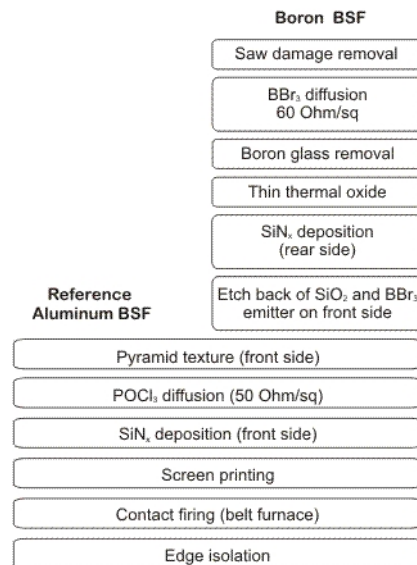 Boron BSF
Saw damage removal
BBr₃ diffusion
60 Ohm/sq
Boron glass removal
Thin thermal oxide
SiNₓ deposition
(rear side)
Reference
Aluminum BSF
Etch back of SiO₂ and BBr₃
emitter on front side
Pyramid texture (front side)
POCl₃ diffusion (50 Ohm/sq)
SiNₓ deposition (front side)
Screen printing
Contact firing (belt furnace)
Edge isolation